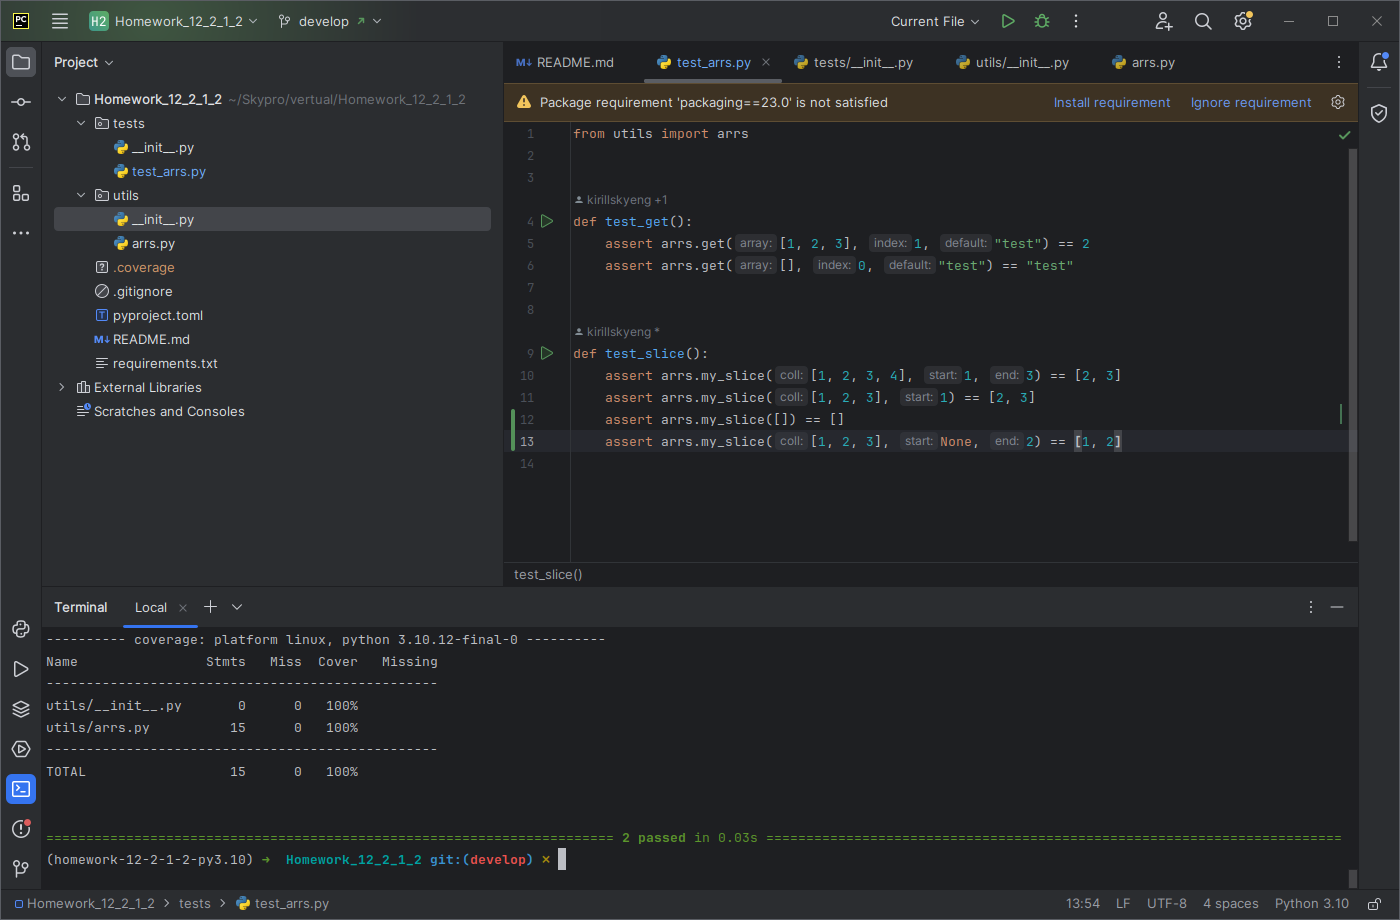 PC H2 Homework_12_2_1_2 develop Current File
Project
Homework_12_2_1_2 ~/Skypro/vertual/Homework_12_2_1_2
tests
__init__.py
test_arrs.py
utils
__init__.py
arrs.py
.coverage
.gitignore
pyproject.toml
README.md
requirements.txt
External Libraries
Scratches and Consoles
README.md test_arrs.py tests/__init__.py utils/__init__.py arrs.py
Package requirement 'packaging==23.0' is not satisfied Install requirement Ignore requirement
1 from utils import arrs
2
3
kirillskyeng +1
4 def test_get():
5 assert arrs.get( array: [1, 2, 3], index: 1, default: "test") == 2
6 assert arrs.get( array: [], index: 0, default: "test") == "test"
7
8
kirillskyeng *
9 def test_slice():
10 assert arrs.my_slice( coll: [1, 2, 3, 4], start: 1, end: 3) == [2, 3]
11 assert arrs.my_slice( coll: [1, 2, 3], start: 1) == [2, 3]
12 assert arrs.my_slice([]) == []
13 assert arrs.my_slice( coll: [1, 2, 3], start: None, end: 2) == [1, 2]
14
test_slice()
Terminal Local
---------- coverage: platform linux, python 3.10.12-final-0 ----------
Name Stmts Miss Cover Missing
-------------------------------------------------
utils/__init__.py 0 0 100%
utils/arrs.py 15 0 100%
-------------------------------------------------
TOTAL 15 0 100%
======================================================================= 2 passed in 0.03s ========================================================================
(homework-12-2-1-2-py3.10) → Homework_12_2_1_2 git:(develop) ×
Homework_12_2_1_2 > tests > test_arrs.py 13:54 LF UTF-8 4 spaces Python 3.10